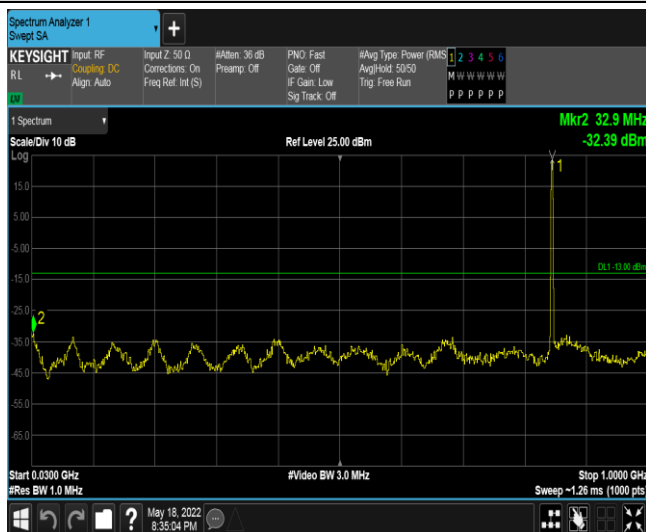 Spectrum Analyzer 1
Swept SA
+
KEYSIGHT
RL
Input: RF
Coupling: DC
Align: Auto
Input Z: 50 Ω
Corrections: On
Freq Ref: Int (S)
#Atten: 36 dB
Preamp: Off
PNO: Fast
Gate: Off
IF Gain: Low
Sig Track: Off
#Avg Type: Power (RMS
Avg|Hold: 50/50
Trig: Free Run
1 2 3 4 5 6
M W W W W W
P P P P P P
1 Spectrum
Scale/Div 10 dB
Ref Level 25.00 dBm
Mkr2 32.9 MHz
-32.39 dBm
Log
15.0
5.00
-5.00
-15.0
-25.0
-35.0
-45.0
-55.0
-65.0
1
DL1 -13.00 dBm
2
Start 0.0300 GHz
#Res BW 1.0 MHz
#Video BW 3.0 MHz
Stop 1.0000 GHz
Sweep ~1.26 ms (1000 pts)
?
May 18, 2022
8:35:04 PM